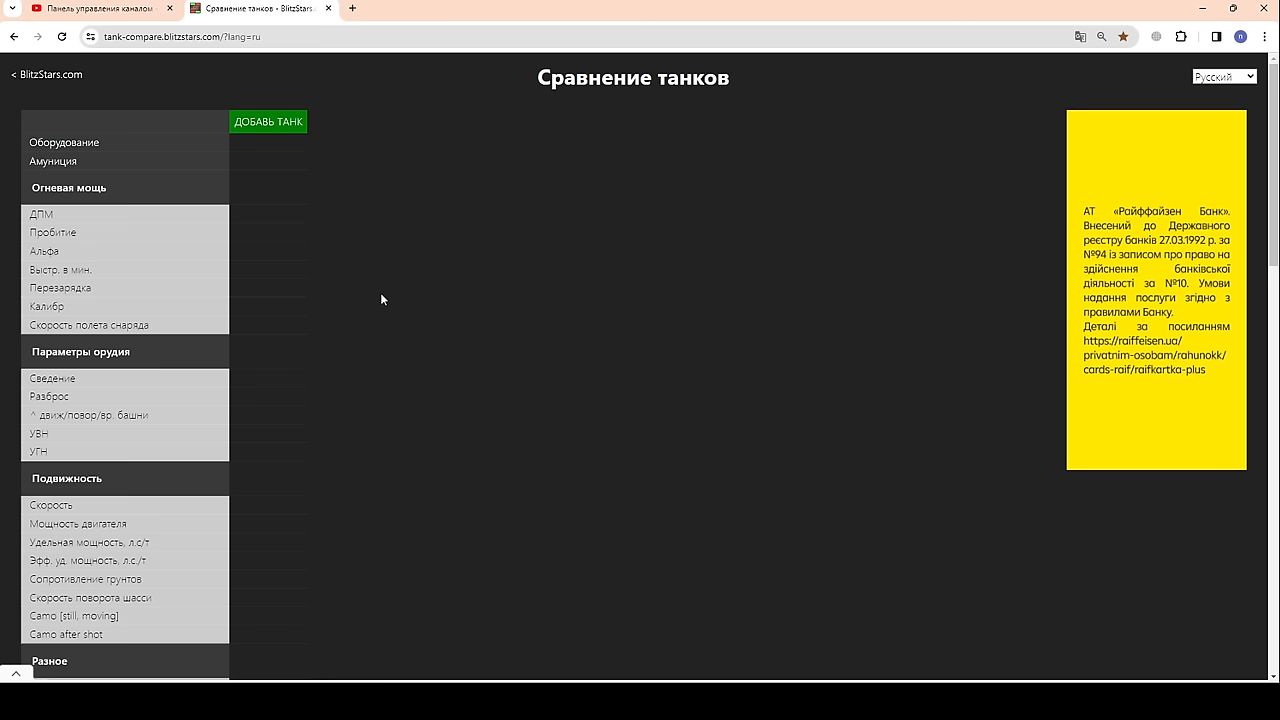 Панель управления каналом -
Сравнение танков • BlitzStars.
tank-compare.blitzstars.com/?lang=ru
n
< BlitzStars.com
Сравнение танков
Русский
ДОБАВЬ ТАНК
Оборудование
Амуниция
Огневая мощь
ДПМ
Пробитие
Альфа
Выстр. в мин.
Перезарядка
Калибр
Скорость полета снаряда
Параметры орудия
Сведение
Разброс
^ движ/повор/вр. башни
УВН
УГН
Подвижность
Скорость
Мощность двигателя
Удельная мощность, л.с/т
Эфф. уд. мощность, л.с./т
Сопротивление грунтов
Скорость поворота шасси
Camo [still, moving]
Camo after shot
Разное
АТ «Райффайзен Банк».
Внесений до Державного
реєстру банків 27.03.1992 р. за
№94 із записом про право на
здійснення банківської
діяльності за №10. Умови
надання послуги згідно з
правилами Банку.
Деталі за посиланням
https://raiffeisen.ua/
privatnim-osobam/rahunokk/
cards-raif/raifkartka-plus